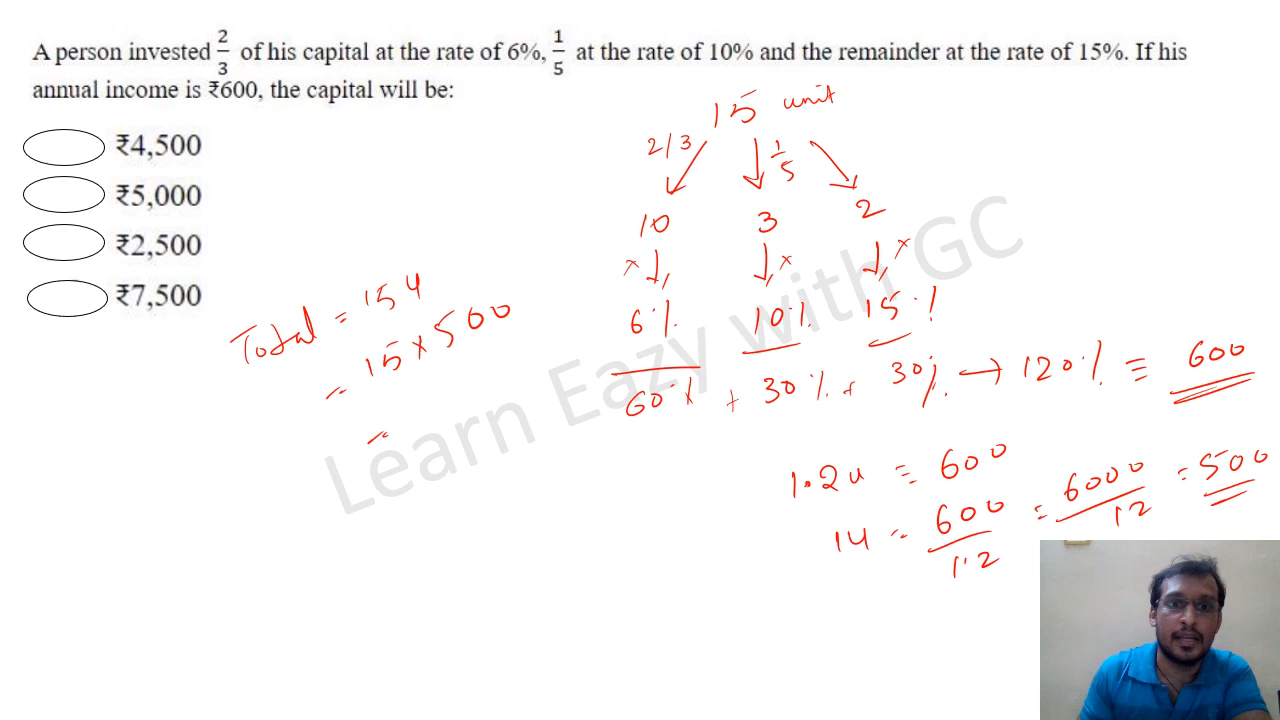 A person invested 2/3 of his capital at the rate of 6%, 1/5 at the rate of 10% and the remainder at the rate of 15%. If his
annual income is ₹600, the capital will be:
₹4,500
₹5,000
₹2,500
₹7,500
15 unit
2/3 1/5
10 3 2
× × ×
6% 10% 15%
60% + 30% + 30% → 120% ≡ 600
1.2u = 600
1u = 600/1.2 = 6000/12 = 500
Total = 15u
= 15 × 500
=
Learn Eazy with GC